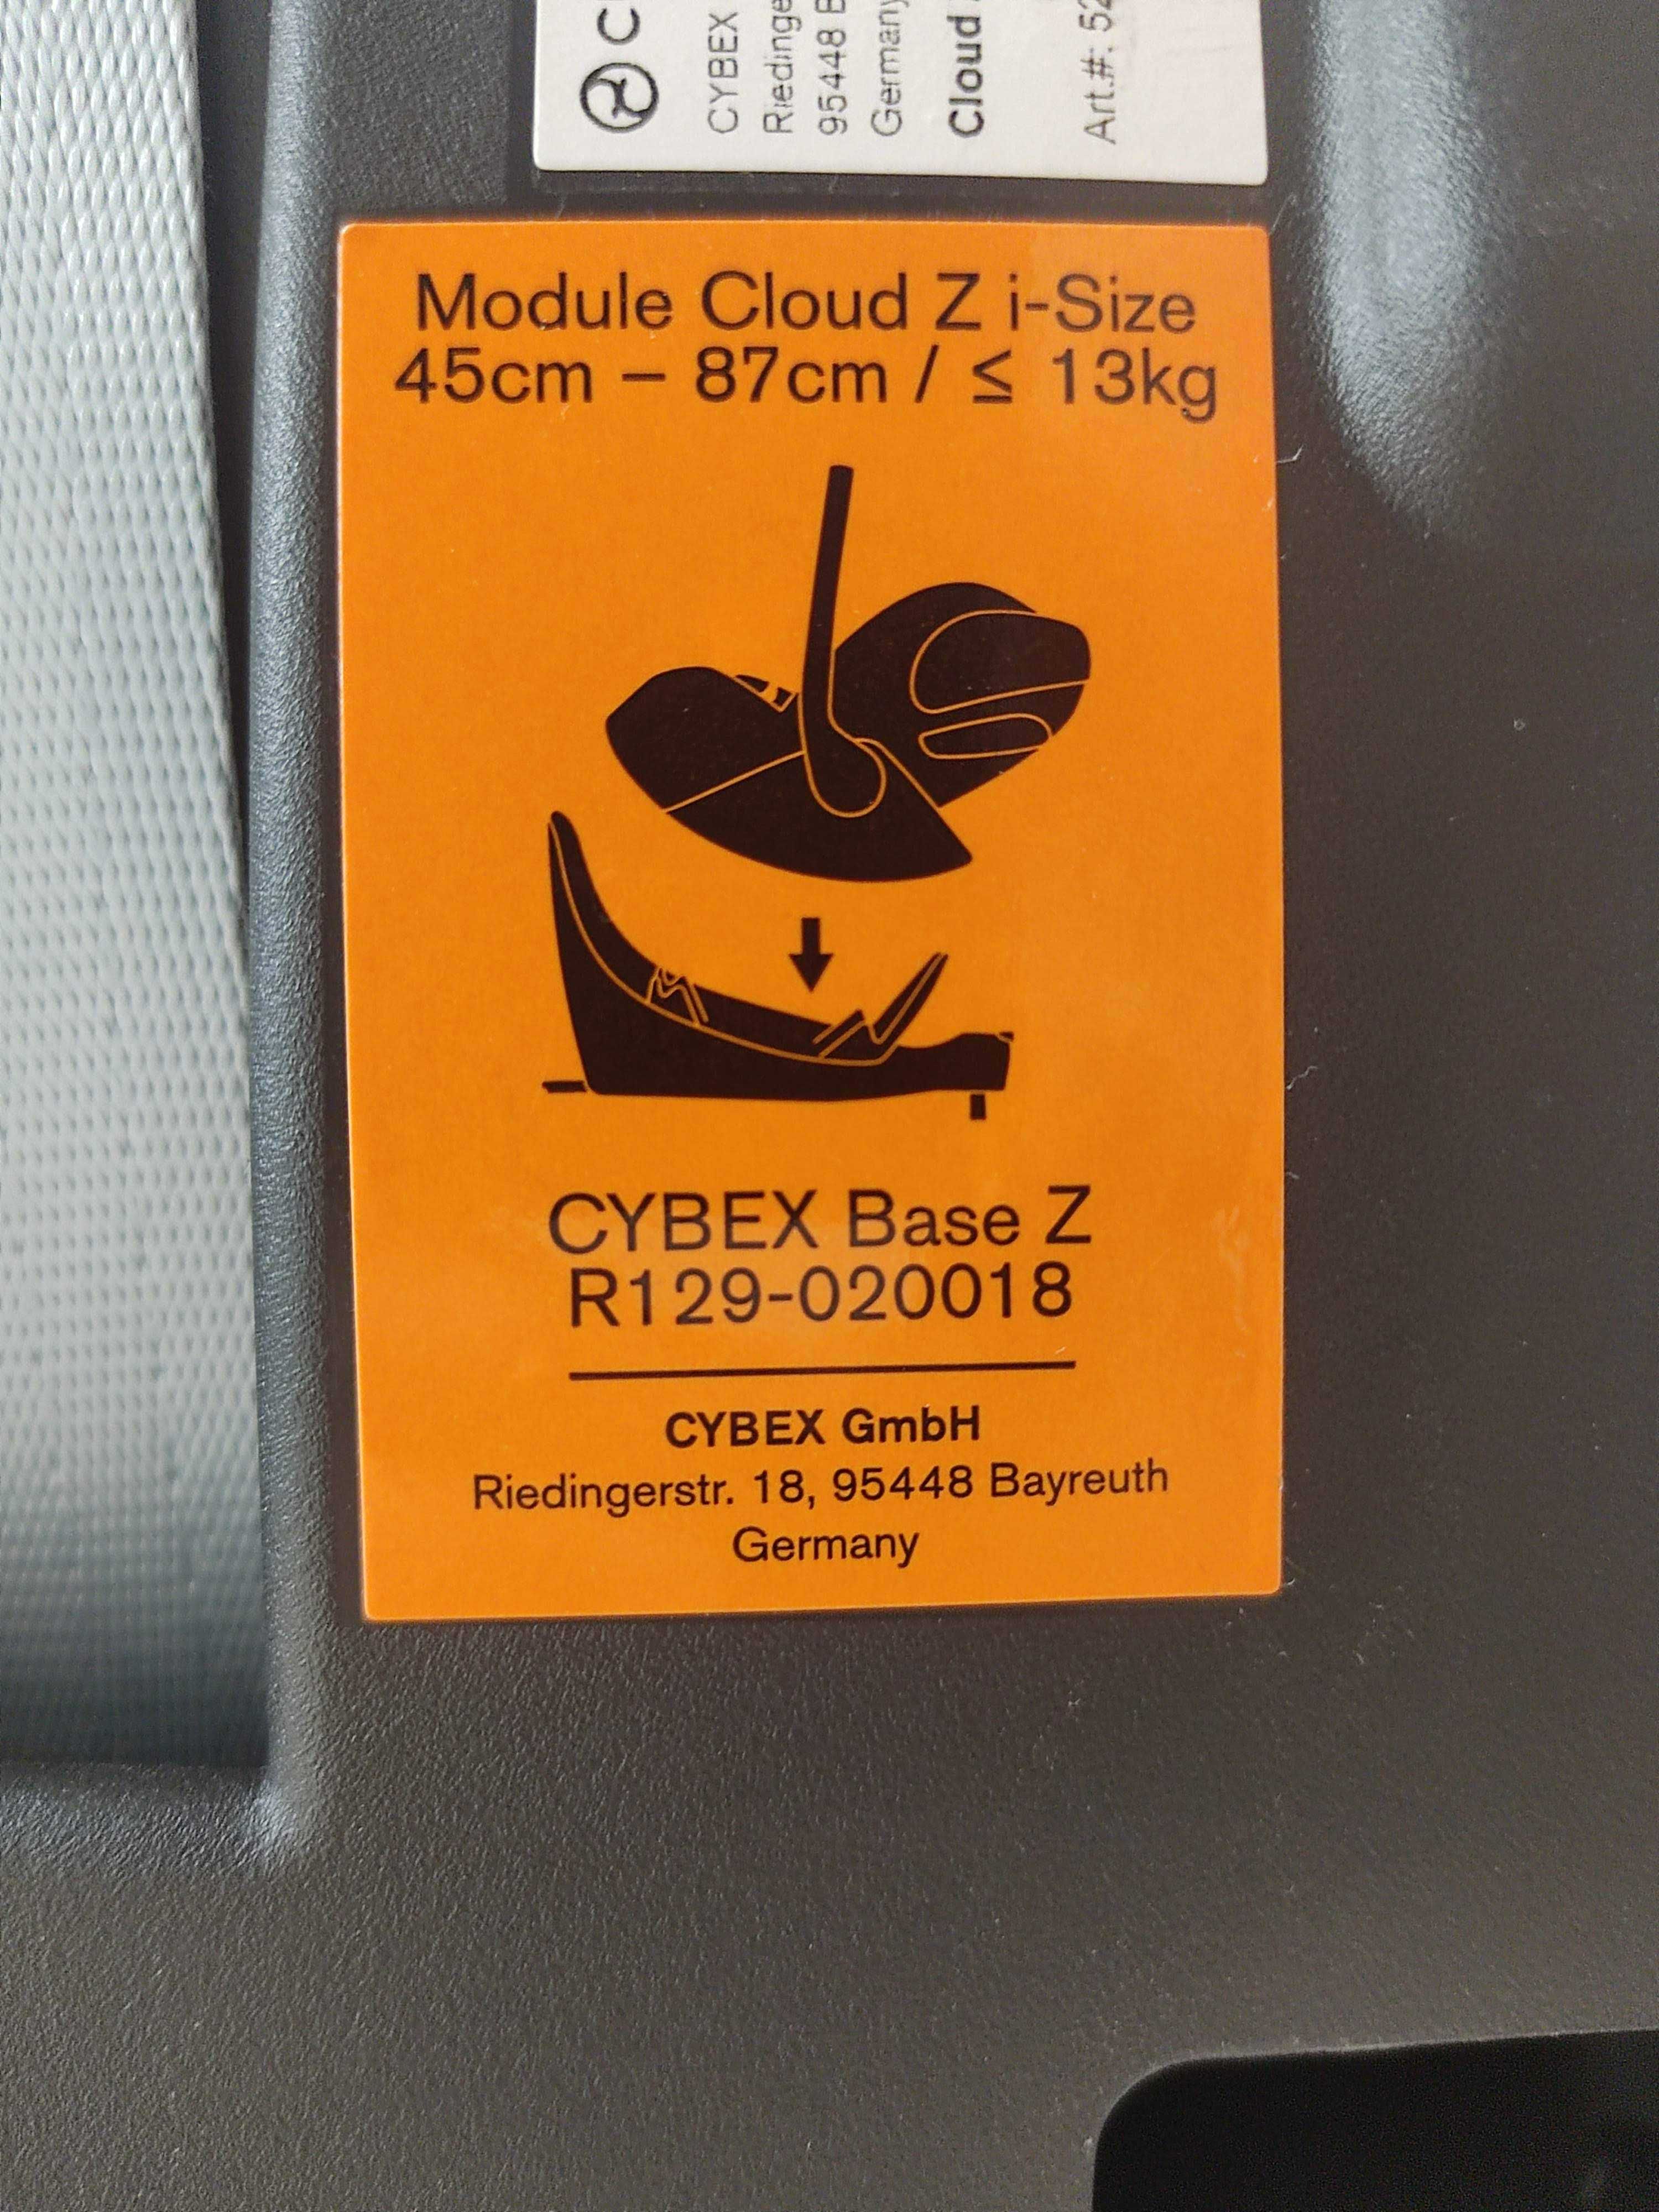 CYBEX
95448
Germany
Cloud
Art.#:
Module Cloud Z i-Size
45cm – 87cm / ≤ 13kg
CYBEX Base Z
R129-020018
CYBEX GmbH
Riedingerstr. 18, 95448 Bayreuth
Germany